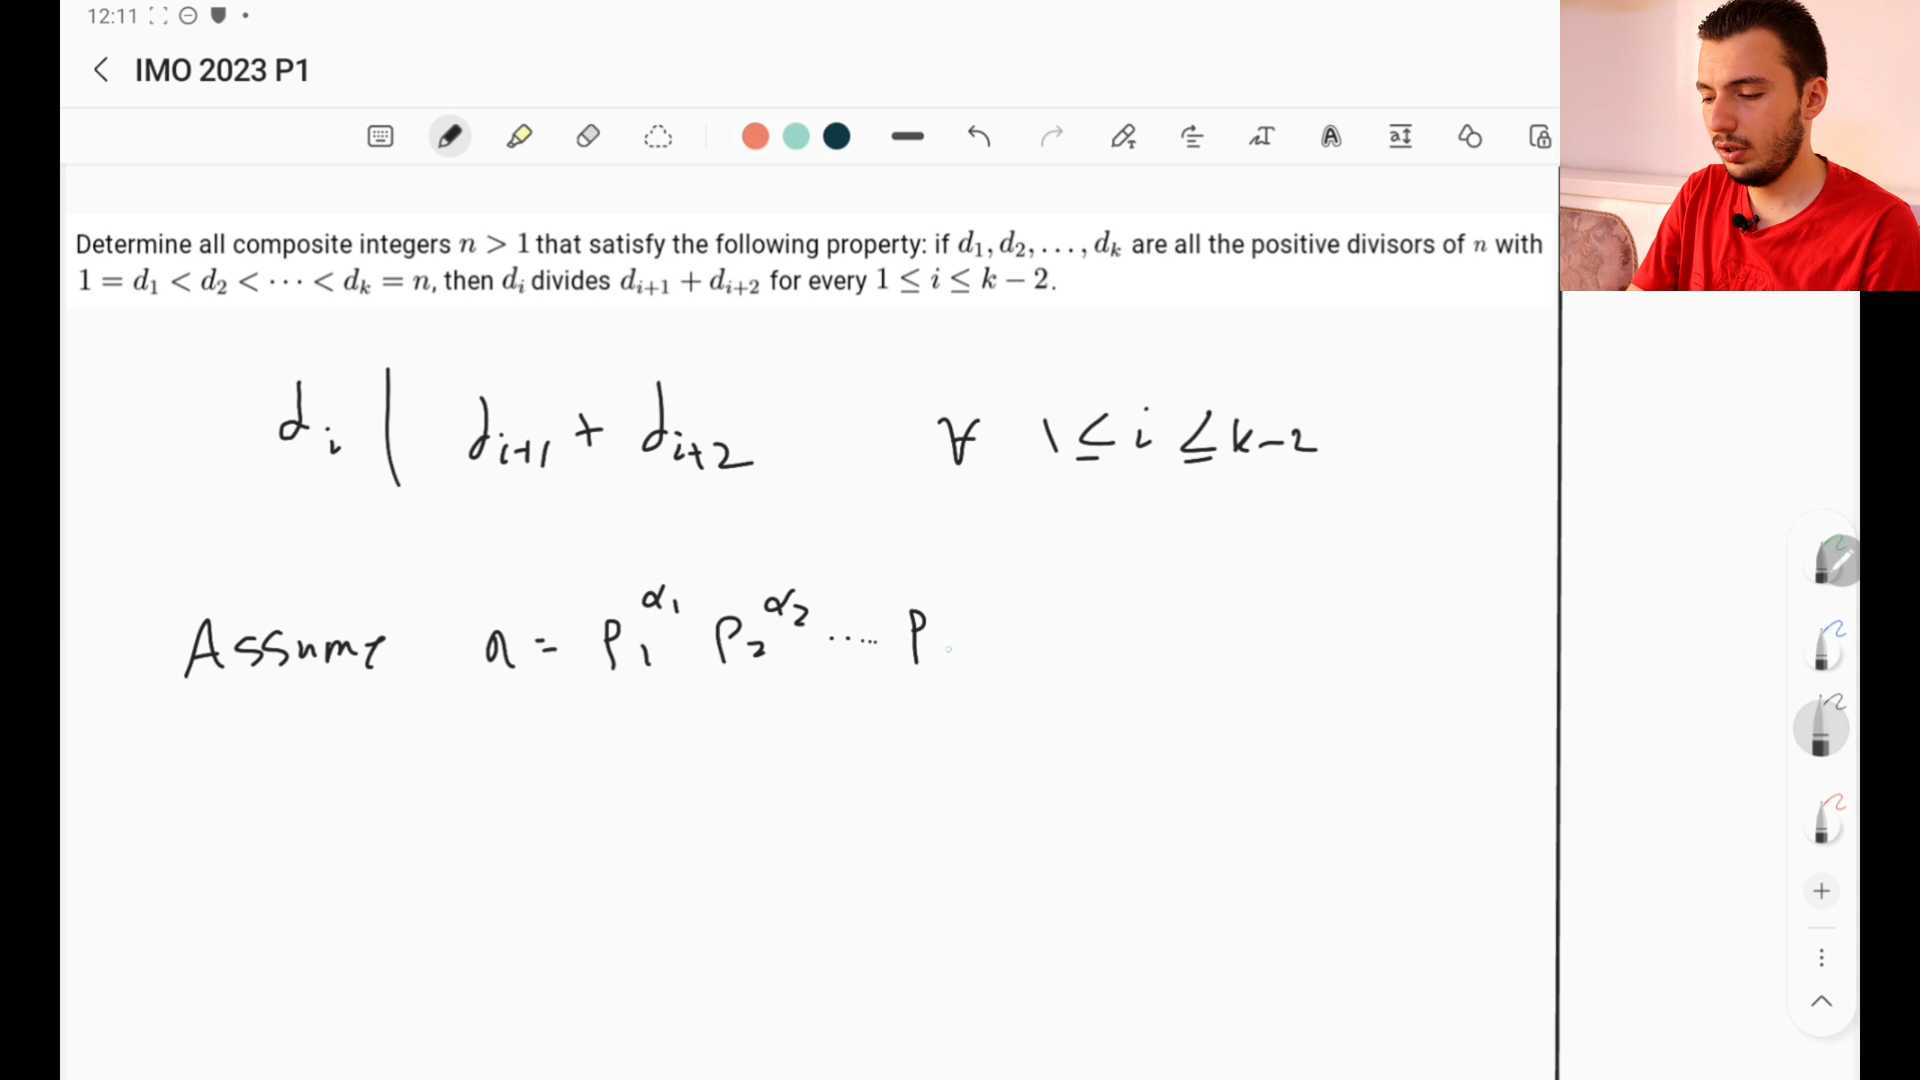 12:11
IMO 2023 P1
Determine all composite integers n > 1 that satisfy the following property: if d₁, d₂, …, dₖ are all the positive divisors of n with
1 = d₁ < d₂ < ⋯ < dₖ = n, then dᵢ divides dᵢ₊₁ + dᵢ₊₂ for every 1 ≤ i ≤ k − 2.
dᵢ | dᵢ₊₁ + dᵢ₊₂ ∀ 1 ≤ i ≤ k−2
Assume n = P₁^α₁ P₂^α₂ ..... P